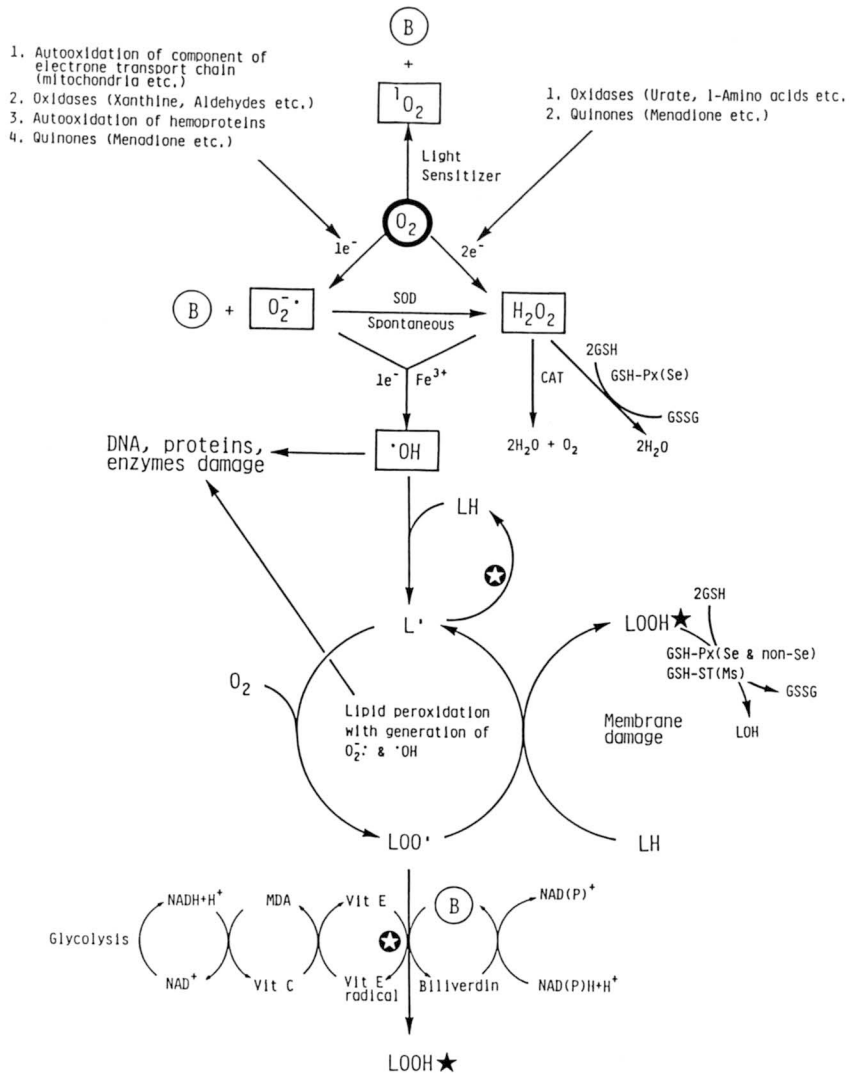 B
+
1. Autooxidation of component of
electrone transport chain
(mitochondria etc.)
2. Oxidases (Xanthine, Aldehydes etc.)
3. Autooxidation of hemoproteins
4. Quinones (Menadione etc.)
¹O₂
1. Oxidases (Urate, l-Amino acids etc.
2. Quinones (Menadione etc.)
Light
Sensitizer
O₂
1e⁻
2e⁻
B + O₂⁻·
SOD
Spontaneous
H₂O₂
1e⁻ Fe³⁺
CAT
2GSH
GSH-Px(Se)
GSSG
2H₂O + O₂
2H₂O
·OH
DNA, proteins,
enzymes damage
LH
L·
LOOH★
2GSH
GSH-Px(Se & non-Se)
GSH-ST(Ms)
GSSG
LOH
O₂
Lipid peroxidation
with generation of
O₂⁻· & ·OH
Membrane
damage
LOO·
LH
Glycolysis
NADH+H⁺
NAD⁺
MDA
Vit C
Vit E
Vit E
radical
B
Biliverdin
NAD(P)⁺
NAD(P)H+H⁺
LOOH★